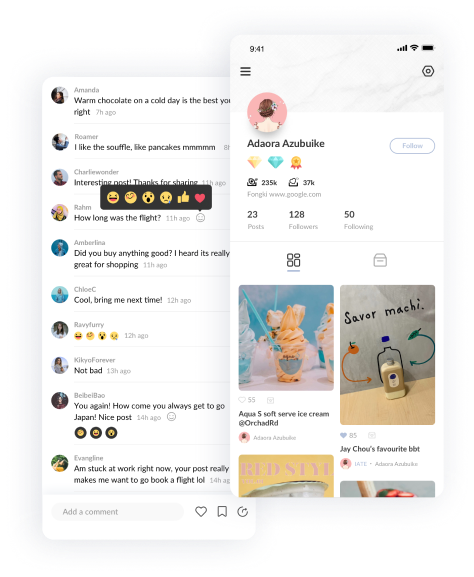 Amanda
Warm chocolate on a cold day is the best you
right 7h ago
Roamer
I like the souffle, like pancakes mmmmm 8h
Charliewonder
Interesting post! Thanks for sharing 11h ago
Rahm
How long was the flight? 11h ago
Amberlina
Did you buy anything good? I heard its really
great for shopping 11h ago
ChloeC
Cool, bring me next time! 12h ago
Ravyfurry
12h ago
KikyoForever
Not bad 13h ago
BeibeiBao
You again! How come you always get to go
Japan! Nice post 14h ago
Evangline
Am stuck at work right now, your post really
makes me want to go book a flight lol 14h ag
Add a comment
9:41
Adaora Azubuike
Follow
235k 37k
Fongki www.google.com
23 128 50
Posts Followers Following
55
Aqua S soft serve ice cream
@OrchardRd
Adaora Azubuike
Savor machi.
85
Jay Chou's favourite bbt
IATE • Adaora Azubuike